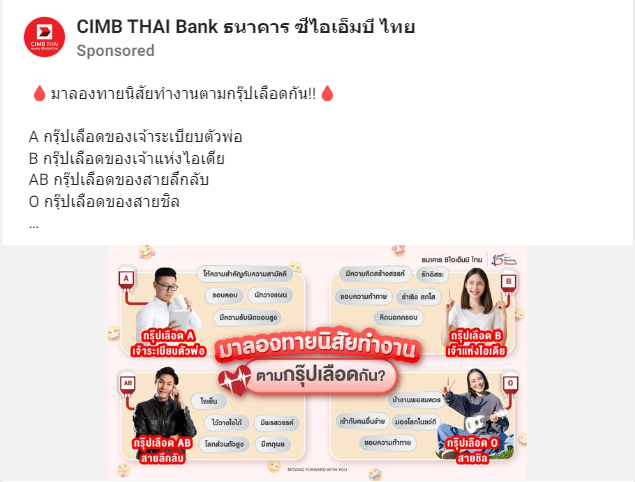 CIMB THAI Bank ธนาคาร ซีไอเอ็มบี ไทย
Sponsored
CIMB THAI
🩸 มาลองทายนิสัยทำงานตามกรุ๊ปเลือดกัน!! 🩸
A กรุ๊ปเลือดของเจ้าระเบียบตัวพ่อ
B กรุ๊ปเลือดของเจ้าแห่งไอเดีย
AB กรุ๊ปเลือดของสายลึกลับ
O กรุ๊ปเลือดของสายชิล
...
ธนาคาร ซีไอเอ็มบี ไทย
15
A
ให้ความสำคัญกับความสามัคคี
รอบคอบ
นักวางแผน
มีความรับผิดชอบสูง
กรุ๊ปเลือด A
เจ้าระเบียบตัวพ่อ
มีความคิดสร้างสรรค์
รักอิสระ
B
ชอบความท้าทาย
ร่าเริง สดใส
คิดนอกกรอบ
กรุ๊ปเลือด B
เจ้าแห่งไอเดีย
มาลองทายนิสัยทำงาน
ตามกรุ๊ปเลือดกัน?
AB
ใจเย็น
ไว้วางใจได้
มีพรสวรรค์
โลกส่วนตัวสูง
มีเหตุผล
กรุ๊ปเลือด AB
สายลึกลับ
บ้างานพอสมควร
O
เข้ากับคนอื่นง่าย
มองโลกในแง่ดี
ชอบความท้าทาย
กรุ๊ปเลือด O
สายชิล
MOVING FORWARD WITH YOU